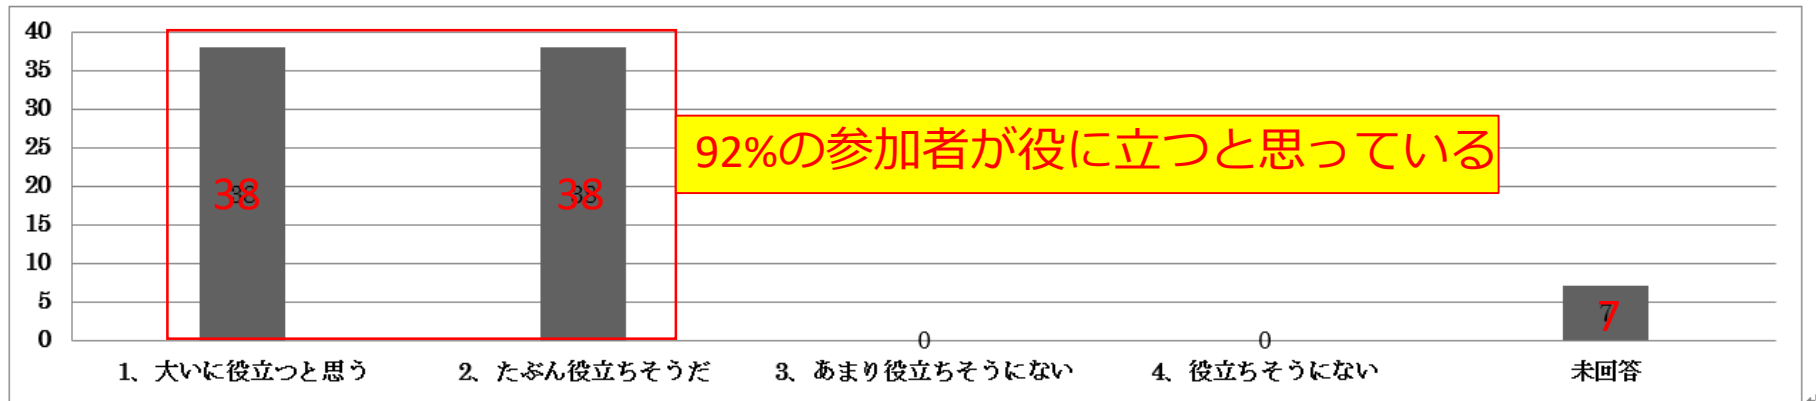 40
35
30
25
20
15
10
5
0
92%の参加者が役に立つと思っている
38
38
0
0
7
1、大いに役立つと思う
2、たぶん役立ちそうだ
3、あまり役立ちそうにない
4、役立ちそうにない
未回答